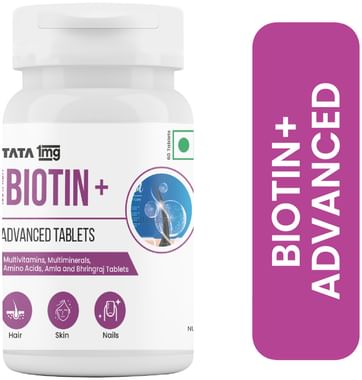 60 Tablets
TATA 1mg
BIOTIN +
ADVANCED TABLETS
Multivitamins, Multiminerals,
Amino Acids, Amla and Bhringraj Tablets
Hair
Skin
Nails
BIOTIN+
ADVANCED